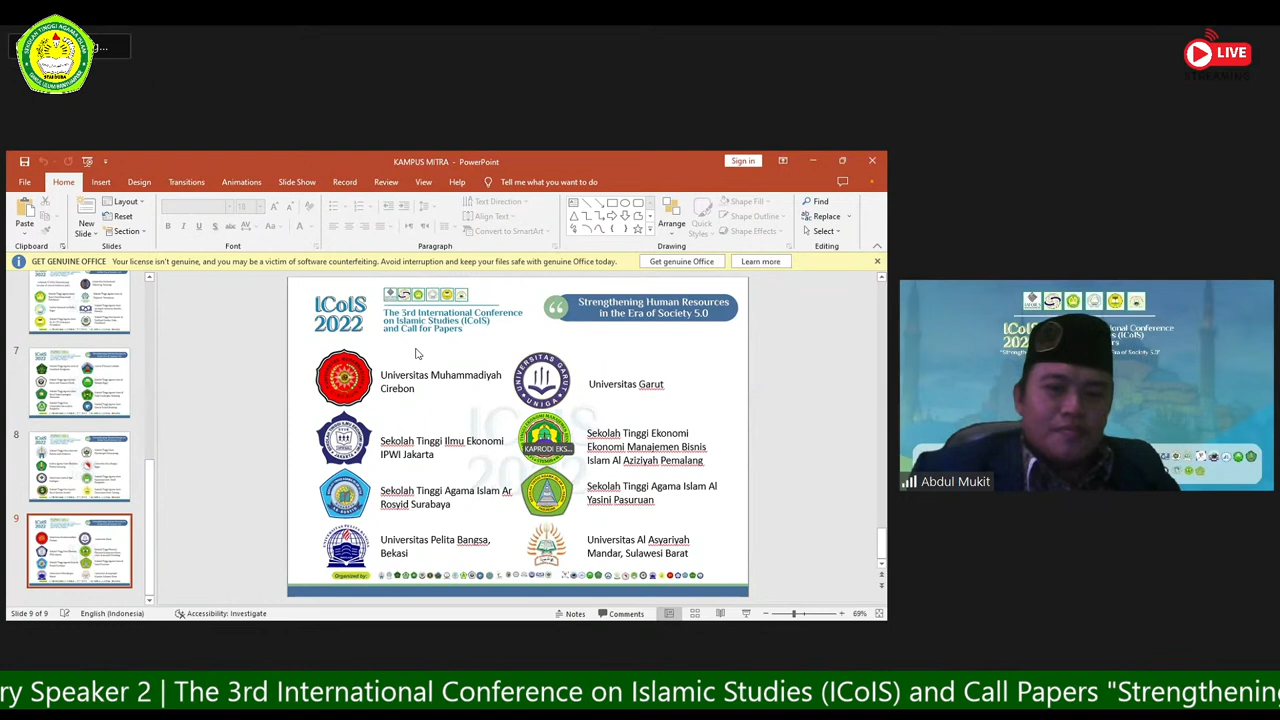 LIVE
STREAMING
KAMPUS MITRA - PowerPoint
Sign in
File Home Insert Design Transitions Animations Slide Show Record Review View Help Tell me what you want to do
Paste
New
Slide
Layout
Reset
Section
18
Text Direction
Align Text
Convert to SmartArt
Arrange
Quick
Styles
Shape Fill
Shape Outline
Shape Effects
Find
Replace
Select
Clipboard Slides Font Paragraph Drawing Editing
GET GENUINE OFFICE Your license isn't genuine, and you may be a victim of software counterfeiting. Avoid interruption and keep your files safe with genuine Office today. Get genuine Office Learn more
7
8
9
ICoIS
2022
The 3rd International Conference
on Islamic Studies (ICoIS)
and Call for Papers
Strengthening Human Resources
in the Era of Society 5.0
Universitas Muhammadiyah
Cirebon
UNIVERSITAS GARUT
UNIGA
Universitas Garut
Sekolah Tinggi Ilmu Ekonomi
IPWI Jakarta
KAPRODI EKS...
Sekolah Tinggi Ekonomi
Ekonomi Manajemen Bisnis
Islam Al Aziziyah Pemalang
Sekolah Tinggi Agama Islam
Rosyid Surabaya
Sekolah Tinggi Agama Islam Al
Yasini Pasuruan
Universitas Pelita Bangsa,
Bekasi
Universitas Al Asyariyah
Mandar, Sulawesi Barat
Organized by:
Abdul Mukit
Slide 9 of 9 English (Indonesia) Accessibility: Investigate Notes Comments 69%
ry Speaker 2 | The 3rd International Conference on Islamic Studies (ICoIS) and Call Papers "Strengthening